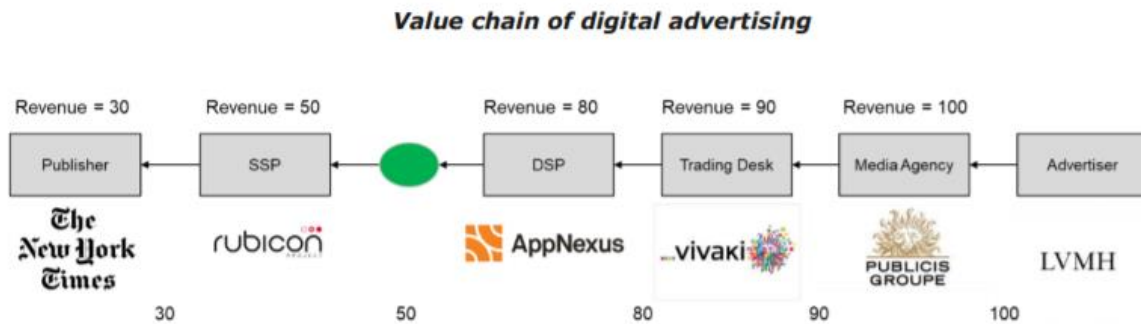 Value chain of digital advertising
Revenue = 30 Revenue = 50 Revenue = 80 Revenue = 90 Revenue = 100
Publisher SSP DSP Trading Desk Media Agency Advertiser
The
New York
Times
rubicon
PROJECT
AppNexus
vivaki
PUBLICIS
GROUPE
LVMH
30 50 80 90 100